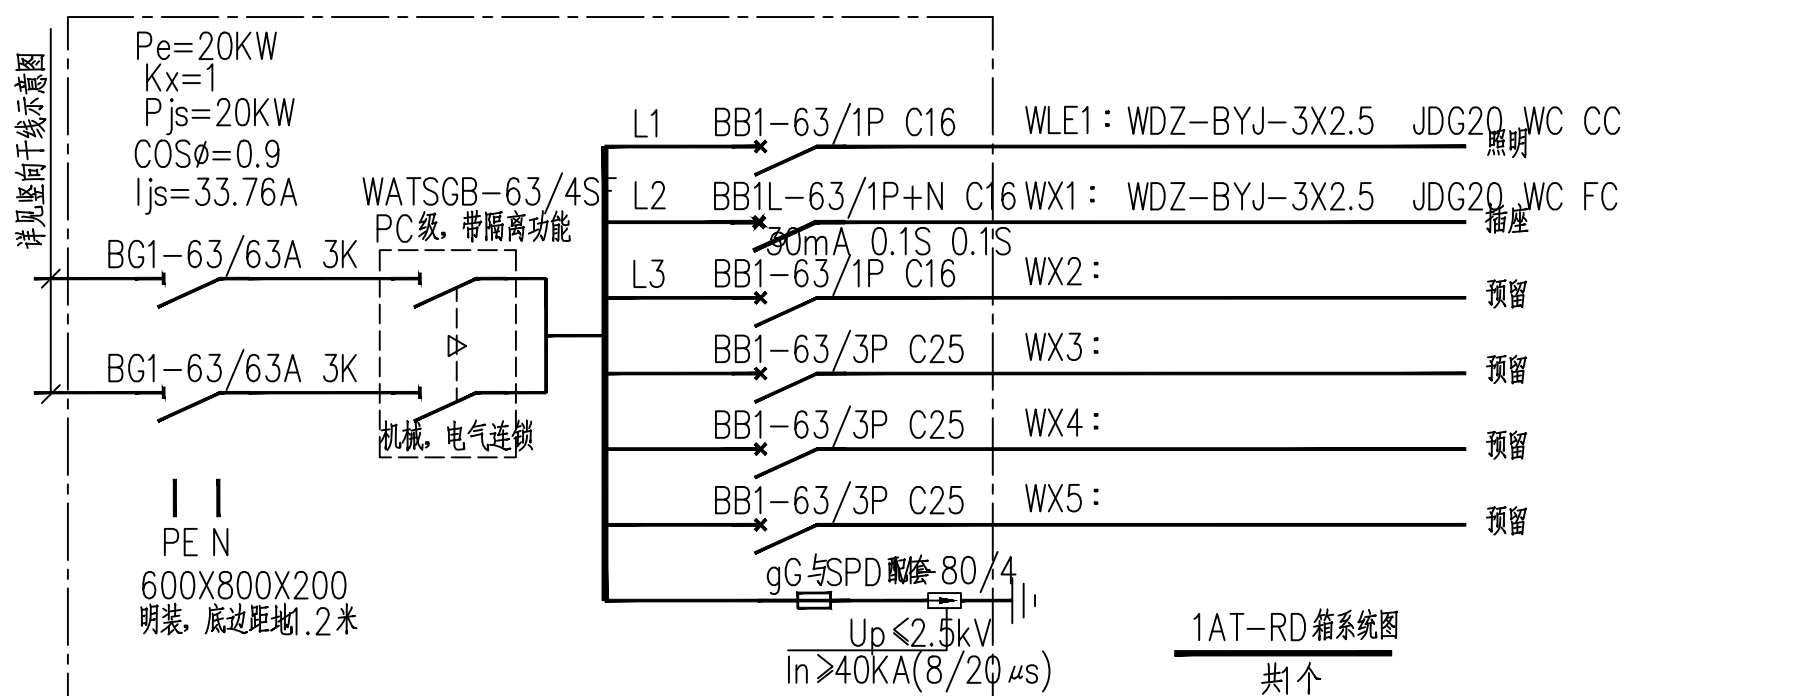 详见竖向干线示意图
Pe=20KW
Kx=1
Pjs=20KW
COSø=0.9
Ijs=33.76A
WATSGB-63/4SF
PC级，带隔离功能
BG1-63/63A 3K
BG1-63/63A 3K
机械，电气连锁
PE N
600X800X200
明装，底边距地1.2米
L1 BB1-63/1P C16 WLE1: WDZ-BYJ-3X2.5 JDG20 WC CC
照明
L2 BB1L-63/1P+N C16 WX1: WDZ-BYJ-3X2.5 JDG20 WC FC
插座
30mA 0.1S 0.1S
L3 BB1-63/1P C16 WX2:
预留
BB1-63/3P C25 WX3:
预留
BB1-63/3P C25 WX4:
预留
BB1-63/3P C25 WX5:
预留
gG与SPD配套-80/4
Up≤2.5kV
In≥40KA(8/20μs)
1AT-RD箱系统图
共1个